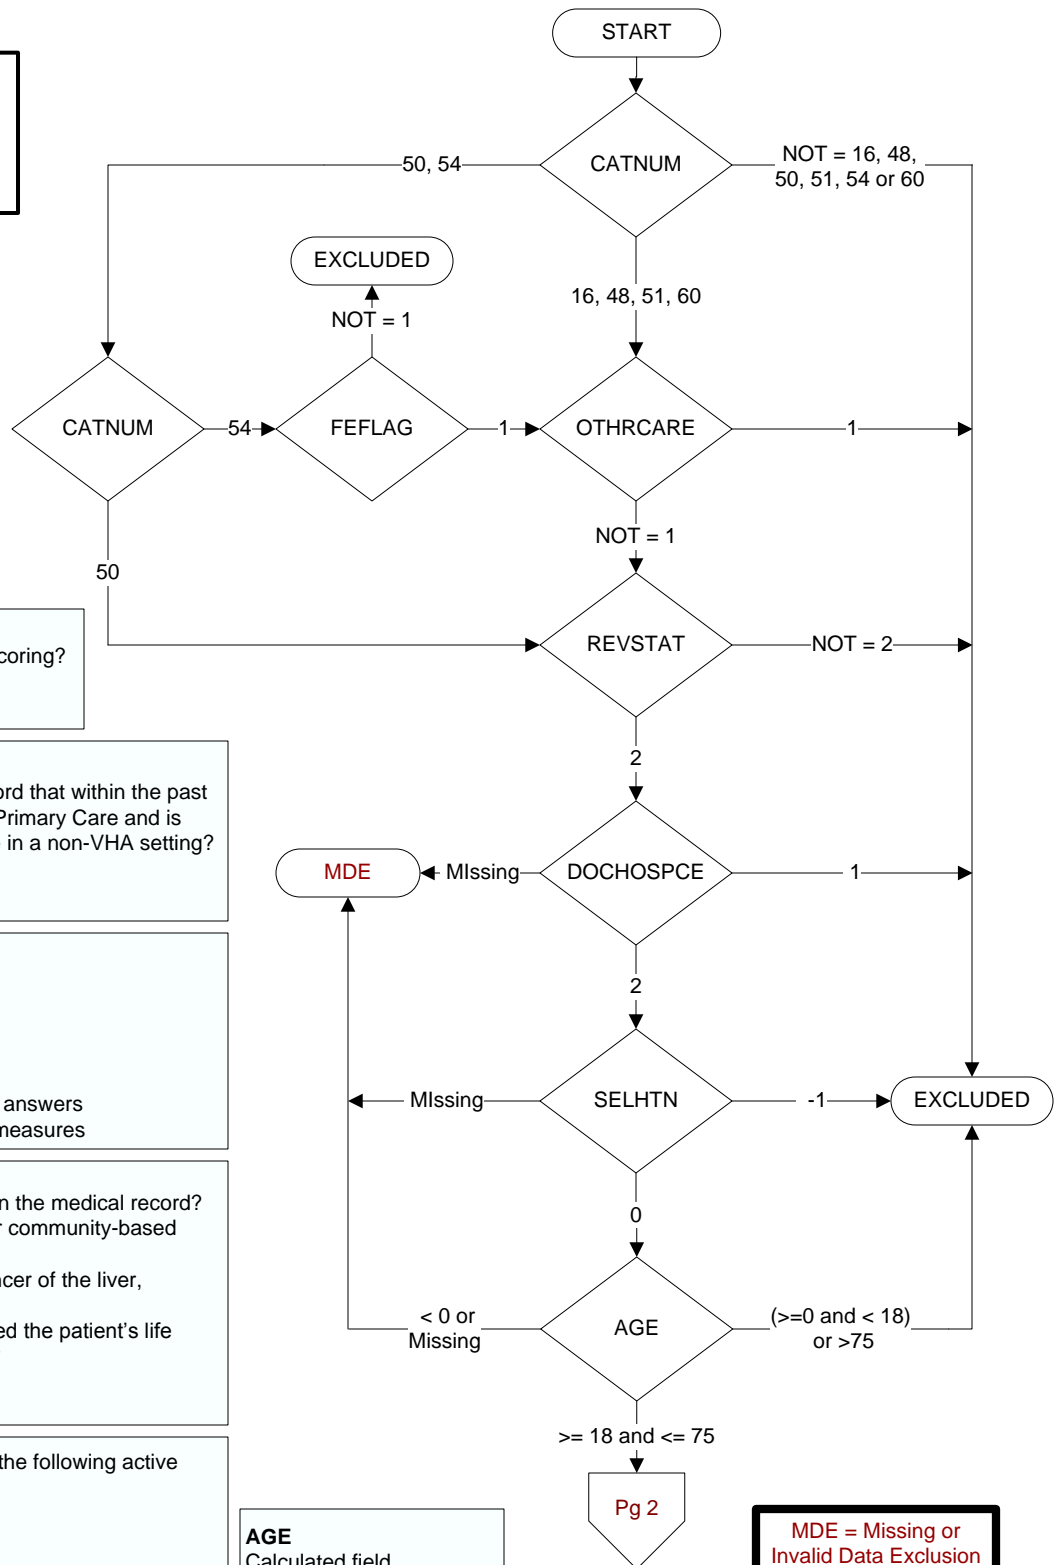 START
CATNUM
50, 54
NOT = 16, 48,
50, 51, 54 or 60
EXCLUDED
16, 48, 51, 60
NOT = 1
CATNUM
54
FEFLAG
1
OTHRCARE
1
NOT = 1
50
REVSTAT
NOT = 2
coring?
2
ord that within the past
Primary Care and is
in a non-VHA setting?
MDE
MIssing
DOCHOSPCE
1
2
answers
measures
MIssing
SELHTN
-1
EXCLUDED
n the medical record?
r community-based
ncer of the liver,
ed the patient's life
0
< 0 or
Missing
AGE
(>=0 and < 18)
or >75
>= 18 and <= 75
the following active
Pg 2
AGE
Calculated field
MDE = Missing or
Invalid Data Exclusion